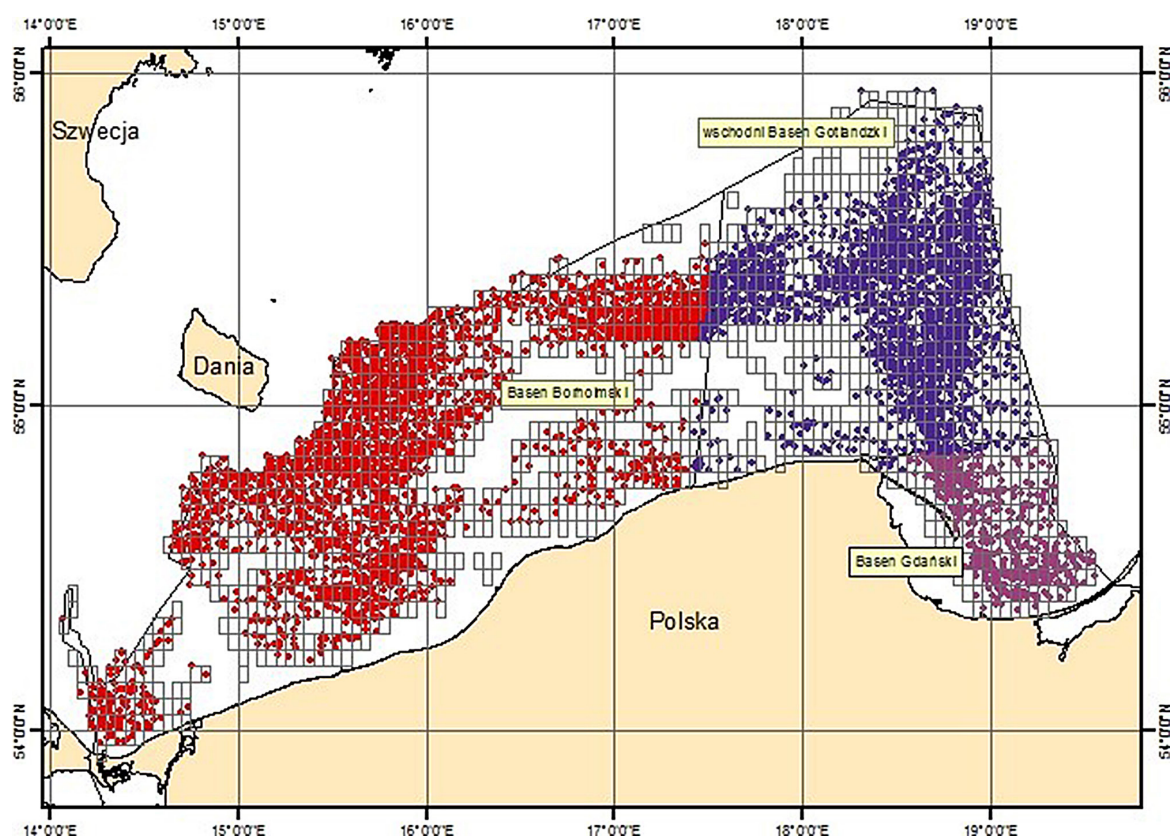 14°0'0"E 15°0'0"E 16°0'0"E 17°0'0"E 18°0'0"E 19°0'0"E
56°0'0"N 56°0'0"N
Szwecja
wschodni Basen Gotlandzki
Dania
Basen Bornholmski
55°0'0"N 55°0'0"N
Basen Gdański
Polska
54°0'0"N 54°0'0"N
14°0'0"E 15°0'0"E 16°0'0"E 17°0'0"E 18°0'0"E 19°0'0"E